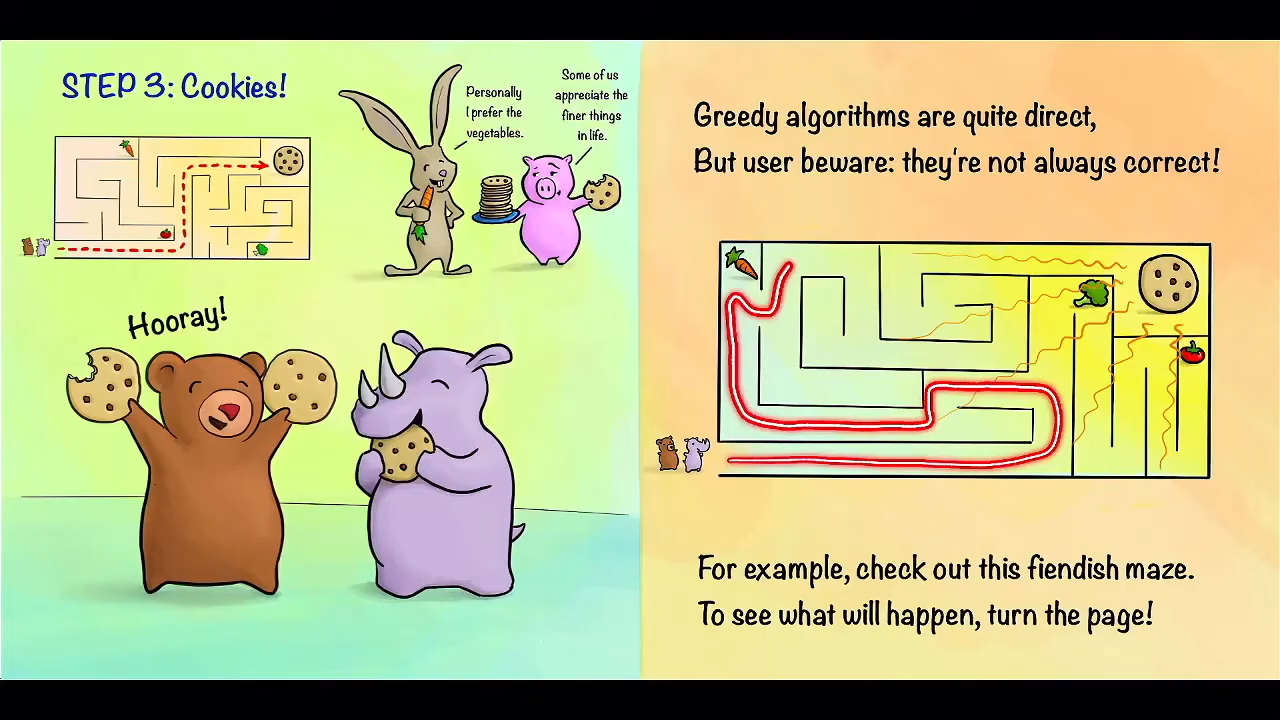 STEP 3: Cookies!
Personally
I prefer the
vegetables.
Some of us
appreciate the
finer things
in life.
Hooray!
Greedy algorithms are quite direct,
But user beware: they're not always correct!
For example, check out this fiendish maze.
To see what will happen, turn the page!